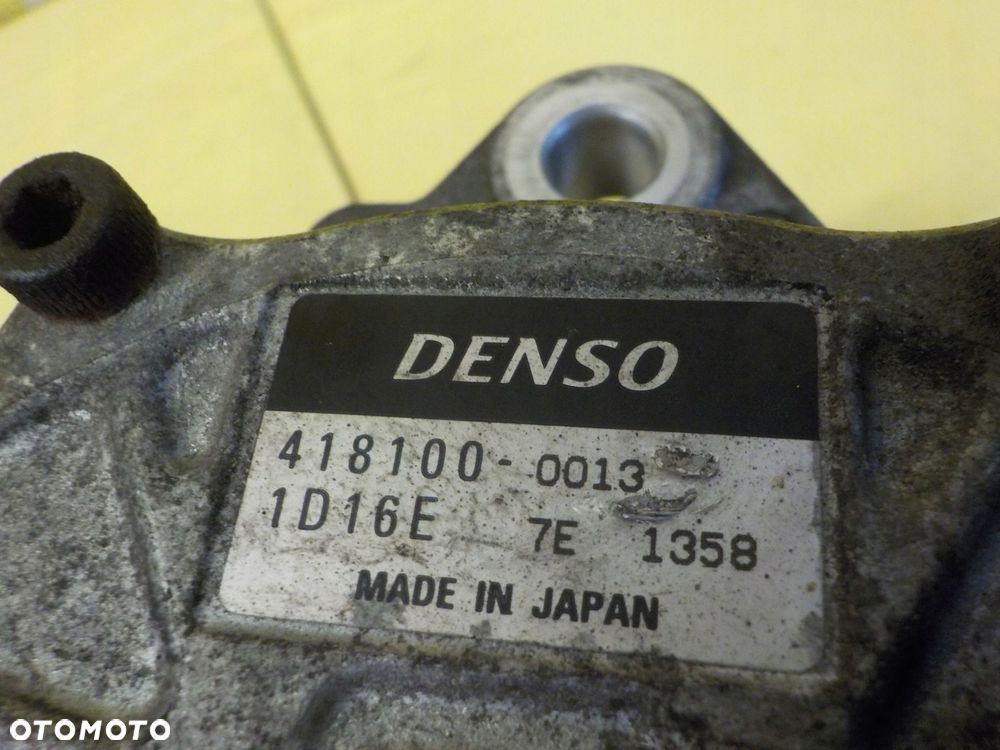 DENSO
418100-0013
1D16E 7E 1358
MADE IN JAPAN
OTOMOTO